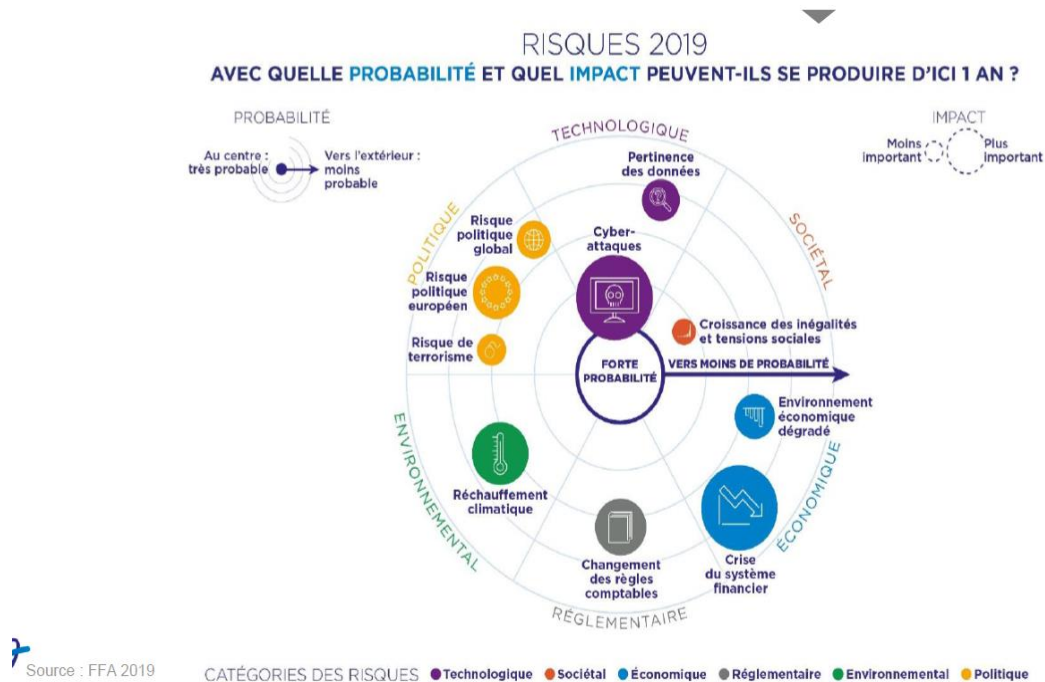 RISQUES 2019
AVEC QUELLE PROBABILITÉ ET QUEL IMPACT PEUVENT-ILS SE PRODUIRE D'ICI 1 AN ?
PROBABILITÉ
Au centre :
très probable
Vers l'extérieur :
moins
probable
IMPACT
Moins
important
Plus
important
TECHNOLOGIQUE
Pertinence
des données
Cyber-
attaques
POLITIQUE
Risque
politique
global
Risque
politique
européen
Risque de
terrorisme
SOCIÉTAL
Croissance des inégalités
et tensions sociales
FORTE
PROBABILITÉ
VERS MOINS DE PROBABILITÉ
Environnement
économique
dégradé
ÉCONOMIQUE
Crise
du système
financier
ENVIRONNEMENTAL
Réchauffement
climatique
Changement
des règles
comptables
RÉGLEMENTAIRE
Source : FFA 2019
CATÉGORIES DES RISQUES Technologique Sociétal Économique Réglementaire Environnemental Politique